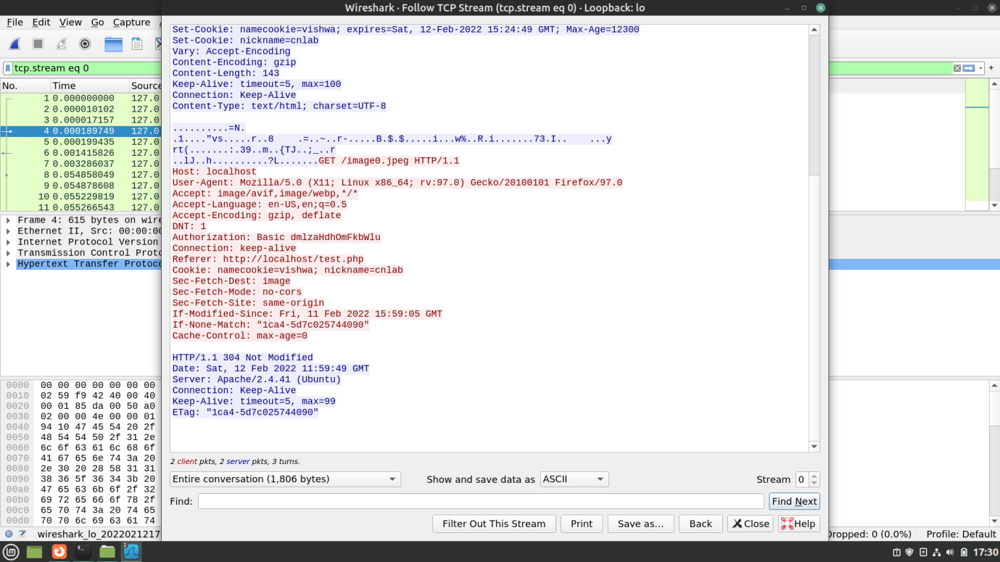 Wireshark · Follow TCP Stream (tcp.stream eq 0) · Loopback: lo
File Edit View Go Capture
tcp.stream eq 0
No. Time Source
1 0.000000000 127.0
2 0.000010102 127.0
3 0.000017157 127.0
4 0.000189749 127.0
5 0.000199435 127.0
6 0.001415826 127.0
7 0.003286037 127.0
8 0.054858049 127.0
9 0.054878608 127.0
10 0.055229819 127.0
11 0.055266543 127.0
Frame 4: 615 bytes on wire
Ethernet II, Src: 00:00:00
Internet Protocol Version
Transmission Control Proto
Hypertext Transfer Protoco
0000 00 00 00 00 00 00 00
0010 02 59 f9 42 40 00 40
0020 00 01 85 da 00 50 a0
0030 02 00 00 4e 00 00 01
0040 94 10 47 45 54 20 2f
0050 48 54 54 50 2f 31 2e
0060 6c 6f 63 61 6c 68 6f
0070 41 67 65 6e 74 3a 20
0080 2e 30 20 28 58 31 31
0090 38 36 5f 36 34 3b 20
00a0 47 65 63 6b 6f 2f 32
00b0 69 72 65 66 6f 78 2f
00c0 65 70 74 3a 20 74 65
00d0 70 70 6c 69 63 61 74
Set-Cookie: namecookie=vishwa; expires=Sat, 12-Feb-2022 15:24:49 GMT; Max-Age=12300
Set-Cookie: nickname=cnlab
Vary: Accept-Encoding
Content-Encoding: gzip
Content-Length: 143
Keep-Alive: timeout=5, max=100
Connection: Keep-Alive
Content-Type: text/html; charset=UTF-8
..........=N.
.1...."vs.....r..8    .=..~..r-.....B.$.$.....i...w%..R.i.......73.I..    ...y
rt(.......:.39..m..{TJ..;_..r
..lJ..h..........?L.......GET /image0.jpeg HTTP/1.1
Host: localhost
User-Agent: Mozilla/5.0 (X11; Linux x86_64; rv:97.0) Gecko/20100101 Firefox/97.0
Accept: image/avif,image/webp,*/*
Accept-Language: en-US,en;q=0.5
Accept-Encoding: gzip, deflate
DNT: 1
Authorization: Basic dmlzaHdhOmFkbWlu
Connection: keep-alive
Referer: http://localhost/test.php
Cookie: namecookie=vishwa; nickname=cnlab
Sec-Fetch-Dest: image
Sec-Fetch-Mode: no-cors
Sec-Fetch-Site: same-origin
If-Modified-Since: Fri, 11 Feb 2022 15:59:05 GMT
If-None-Match: "1ca4-5d7c025744090"
Cache-Control: max-age=0
HTTP/1.1 304 Not Modified
Date: Sat, 12 Feb 2022 11:59:49 GMT
Server: Apache/2.4.41 (Ubuntu)
Connection: Keep-Alive
Keep-Alive: timeout=5, max=99
ETag: "1ca4-5d7c025744090"
2 client pkts, 2 server pkts, 3 turns.
Entire conversation (1,806 bytes) Show and save data as ASCII Stream 0
Find: Find Next
Filter Out This Stream Print Save as… Back Close Help
wireshark_lo_2022021217 Dropped: 0 (0.0%) Profile: Default
2
17:30